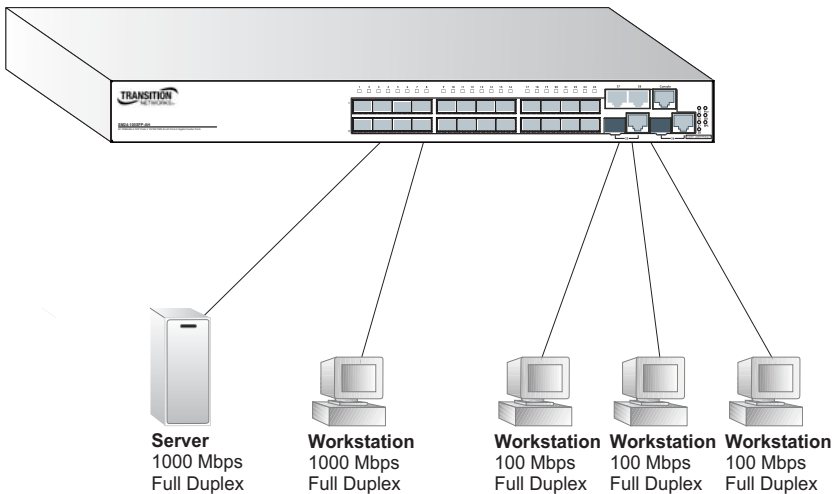 TRANSITION
NETWORKS
Console
Server
1000 Mbps
Full Duplex
Workstation
1000 Mbps
Full Duplex
Workstation
100 Mbps
Full Duplex
Workstation
100 Mbps
Full Duplex
Workstation
100 Mbps
Full Duplex